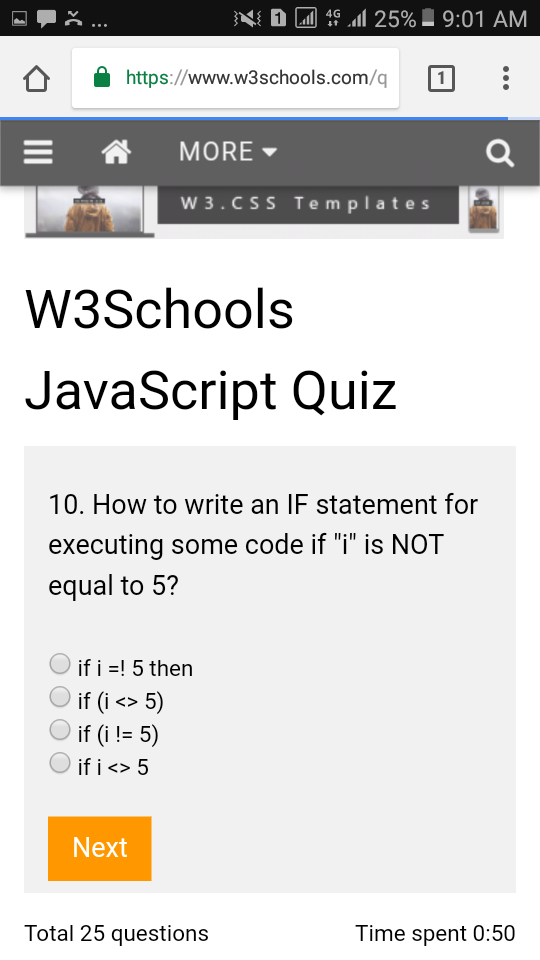 ... 1 4G 25% 9:01 AM
https://www.w3schools.com/q 1
MORE
W3.CSS Templates
W3Schools
JavaScript Quiz
10. How to write an IF statement for
executing some code if "i" is NOT
equal to 5?
if i =! 5 then
if (i <> 5)
if (i != 5)
if i <> 5
Next
Total 25 questions Time spent 0:50